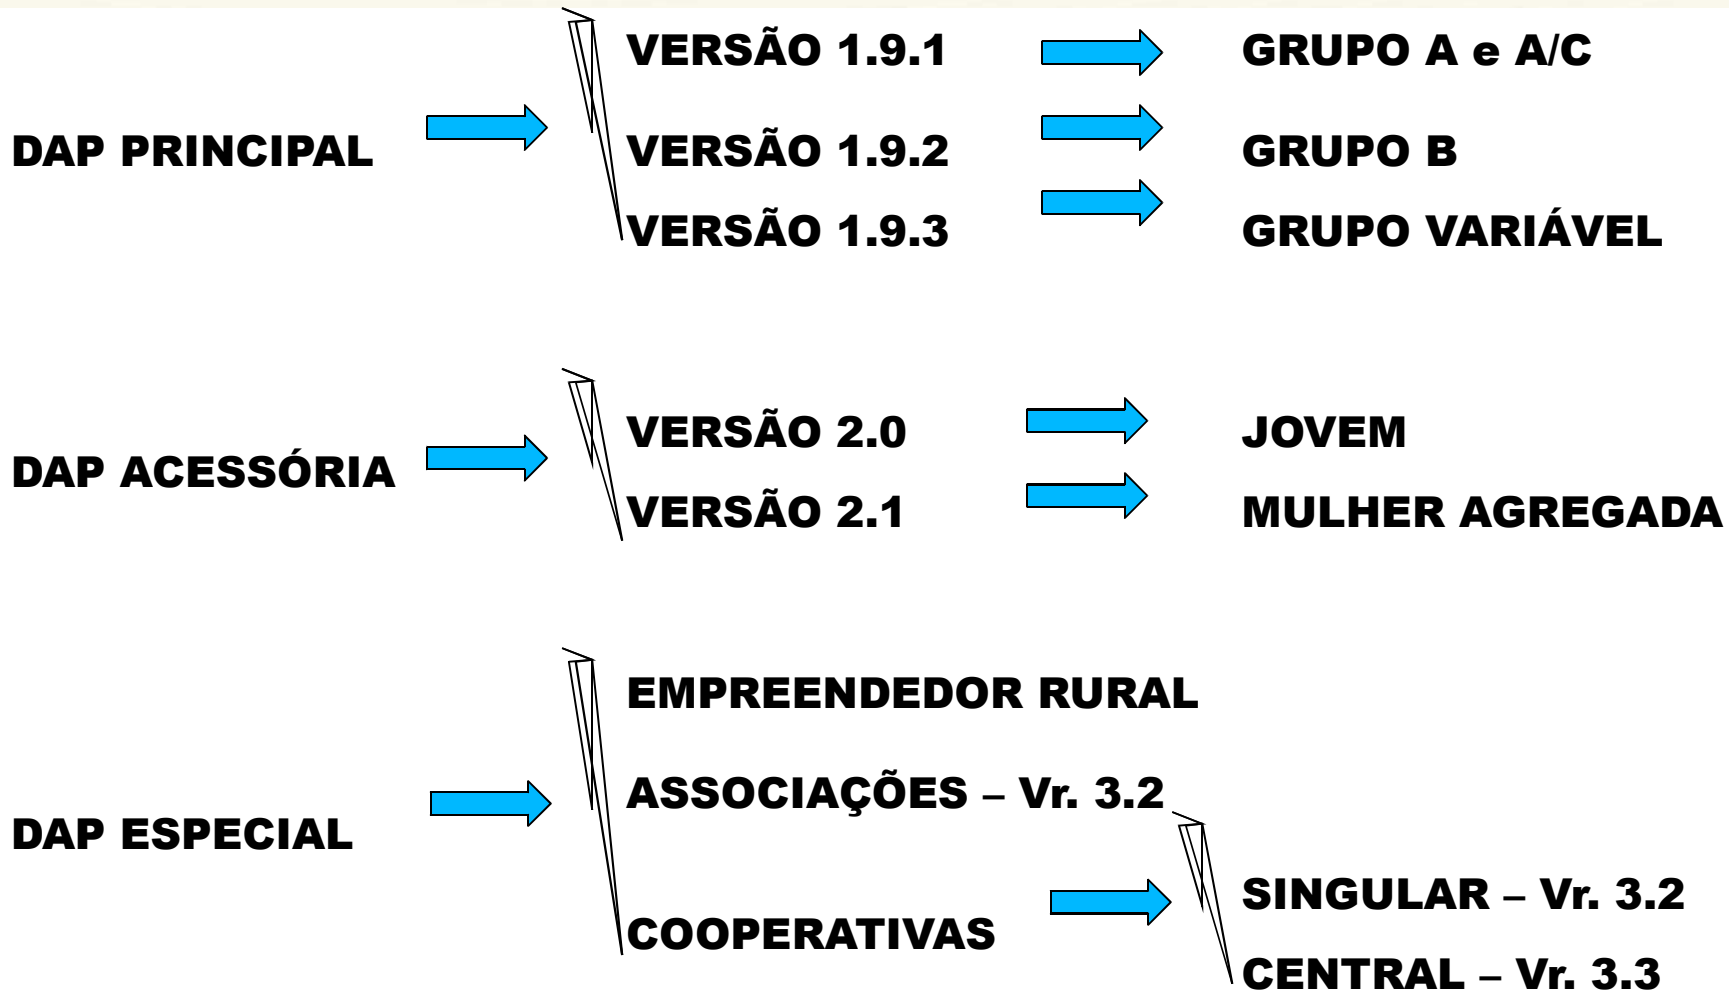 VERSÃO 1.9.1 GRUPO A e A/C
DAP PRINCIPAL VERSÃO 1.9.2 GRUPO B
VERSÃO 1.9.3 GRUPO VARIÁVEL
VERSÃO 2.0 JOVEM
DAP ACESSÓRIA
VERSÃO 2.1 MULHER AGREGADA
EMPREENDEDOR RURAL
ASSOCIAÇÕES – Vr. 3.2
DAP ESPECIAL
SINGULAR – Vr. 3.2
COOPERATIVAS
CENTRAL – Vr. 3.3